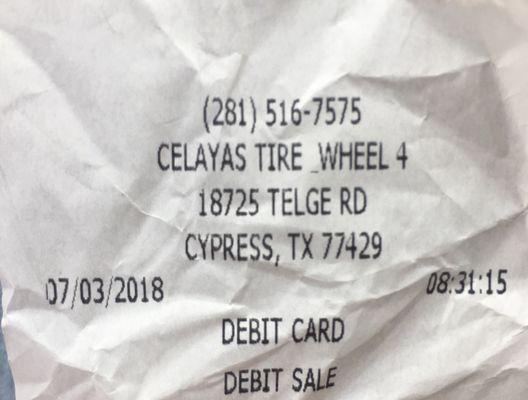 (281) 516-7575
CELAYAS TIRE _WHEEL 4
18725 TELGE RD
CYPRESS, TX 77429
07/03/2018 08:31:15
DEBIT CARD
DEBIT SALE